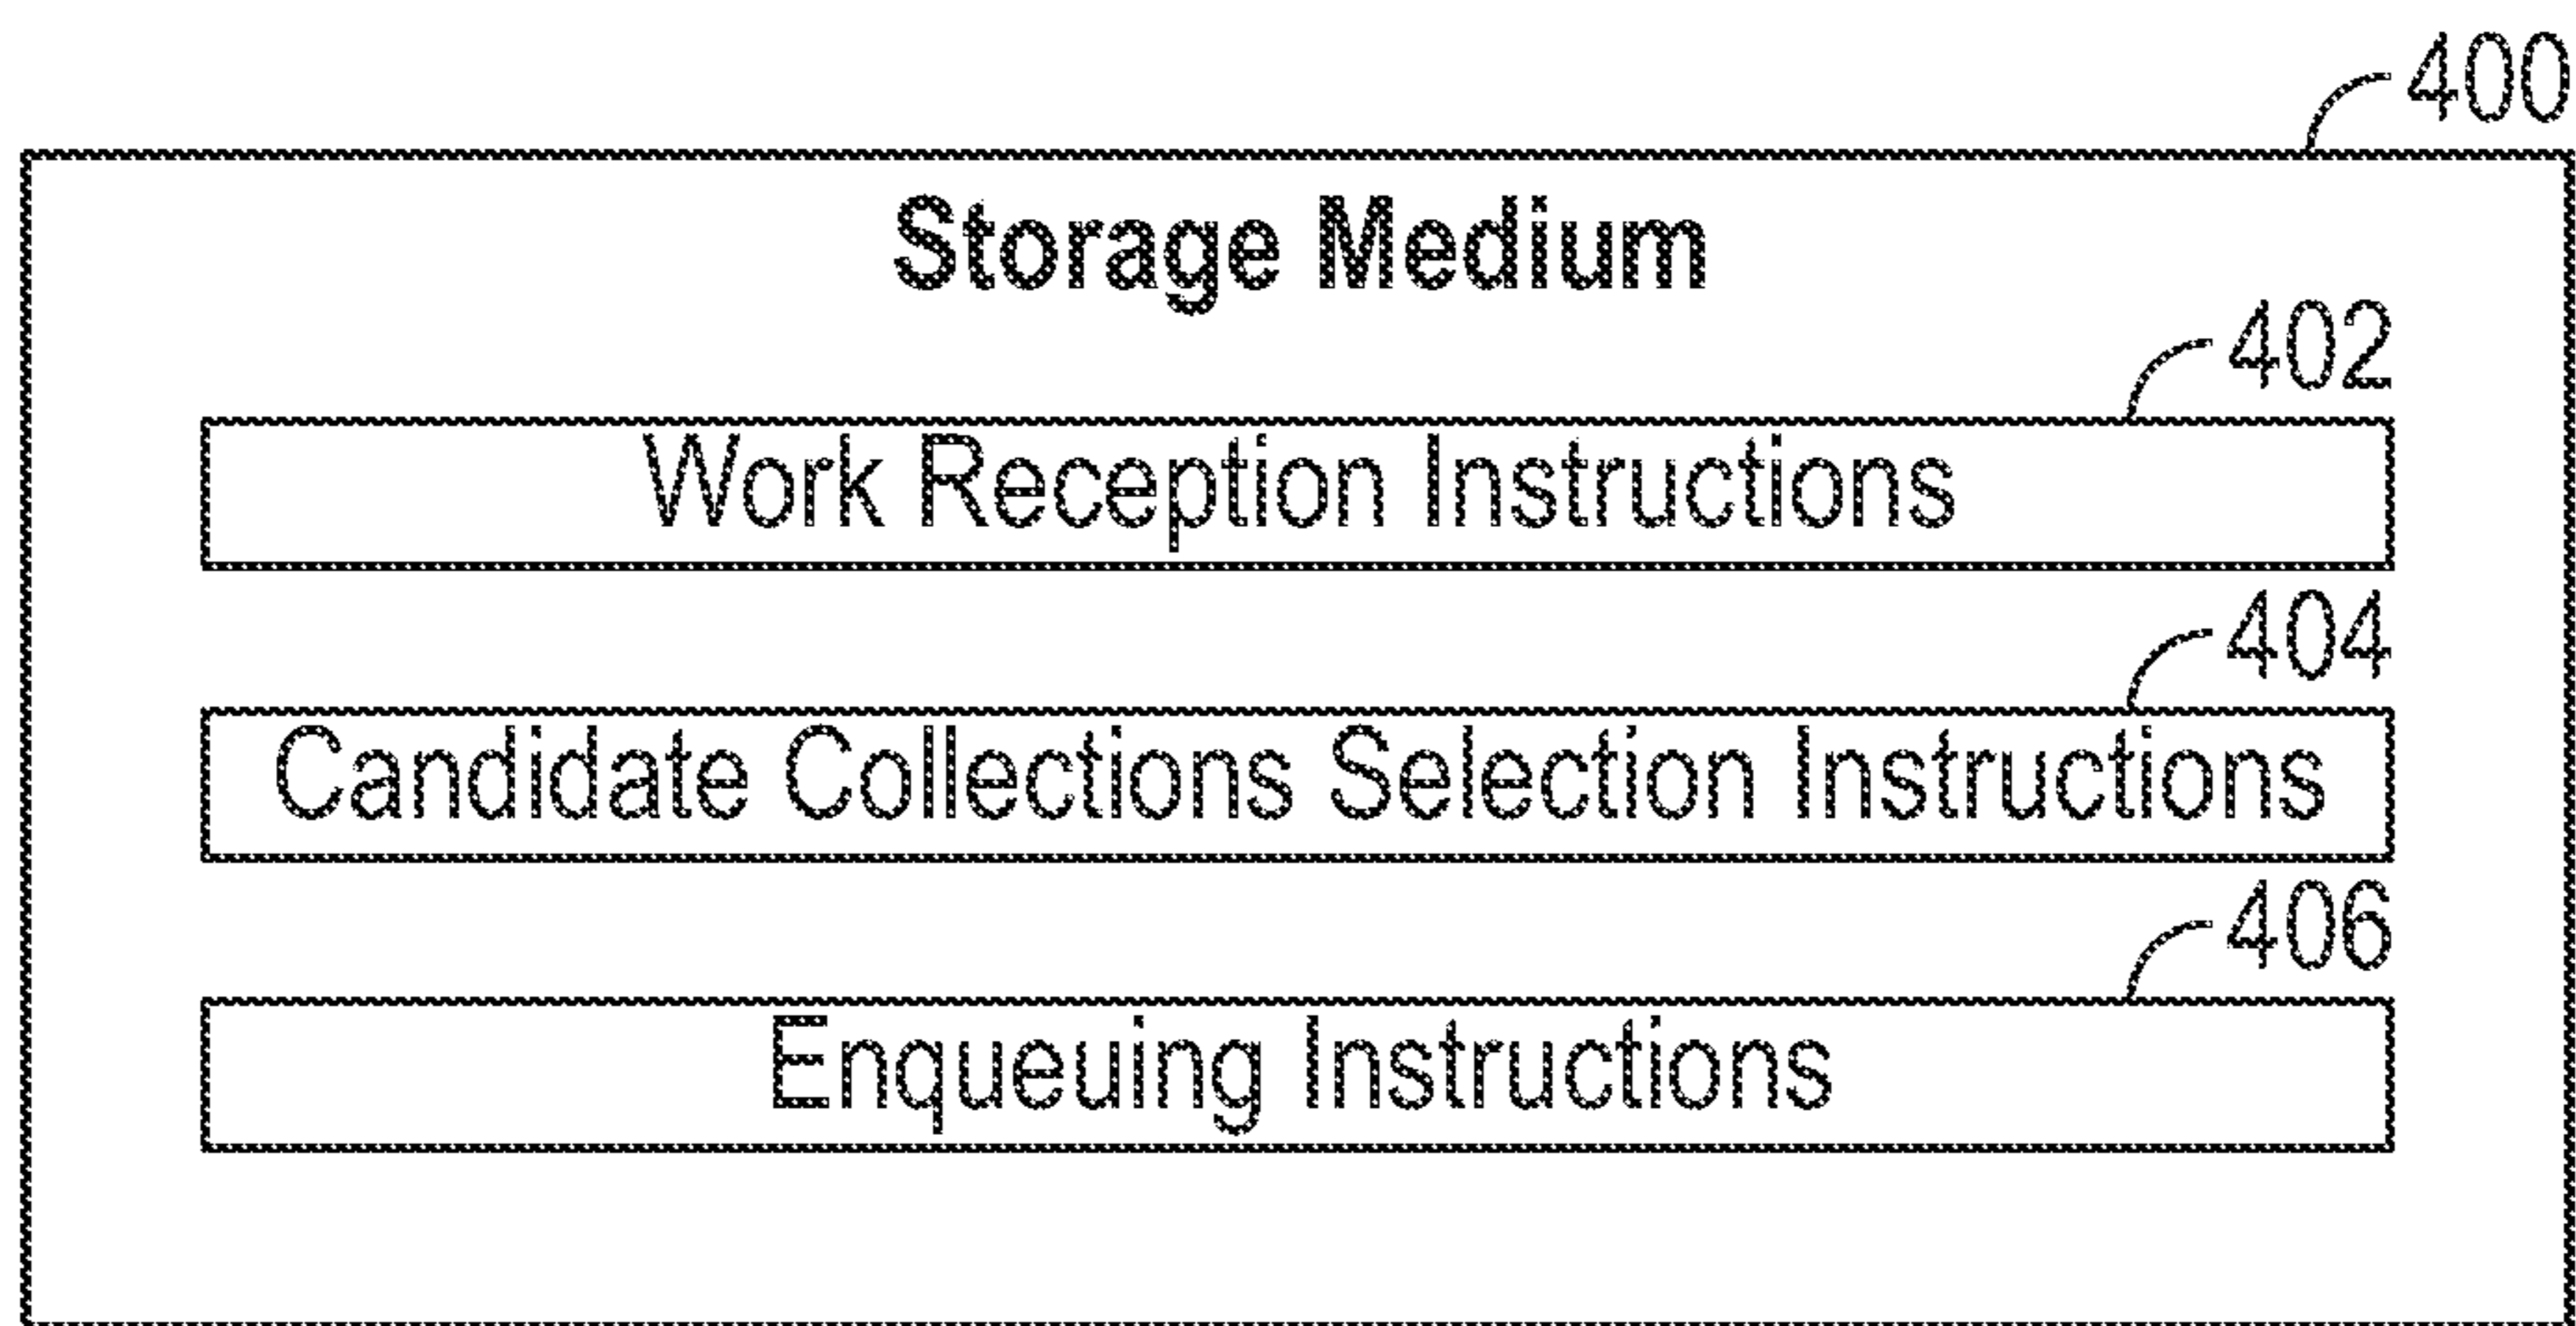 400
Storage Medium
402
Work Reception Instructions
404
Candidate Collections Selection Instructions
406
Enqueuing Instructions